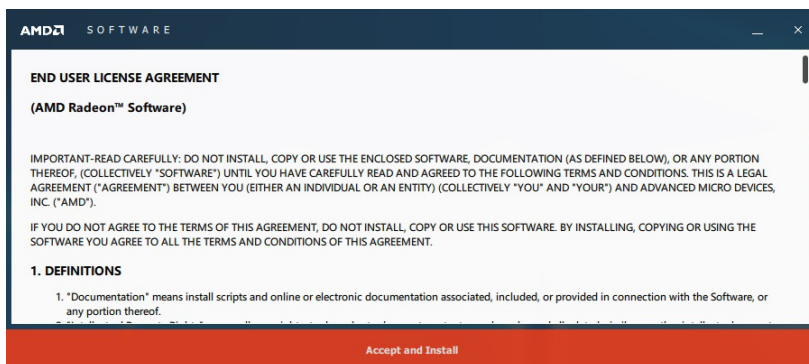 AMD SOFTWARE
END USER LICENSE AGREEMENT
(AMD Radeon™ Software)
IMPORTANT-READ CAREFULLY: DO NOT INSTALL, COPY OR USE THE ENCLOSED SOFTWARE, DOCUMENTATION (AS DEFINED BELOW), OR ANY PORTION
THEREOF, (COLLECTIVELY "SOFTWARE") UNTIL YOU HAVE CAREFULLY READ AND AGREED TO THE FOLLOWING TERMS AND CONDITIONS. THIS IS A LEGAL
AGREEMENT ("AGREEMENT") BETWEEN YOU (EITHER AN INDIVIDUAL OR AN ENTITY) (COLLECTIVELY "YOU" AND "YOUR") AND ADVANCED MICRO DEVICES,
INC. ("AMD").
IF YOU DO NOT AGREE TO THE TERMS OF THIS AGREEMENT, DO NOT INSTALL, COPY OR USE THIS SOFTWARE. BY INSTALLING, COPYING OR USING THE
SOFTWARE YOU AGREE TO ALL THE TERMS AND CONDITIONS OF THIS AGREEMENT.
1. DEFINITIONS
1. "Documentation" means install scripts and online or electronic documentation associated, included, or provided in connection with the Software, or
any portion thereof.
Accept and Install